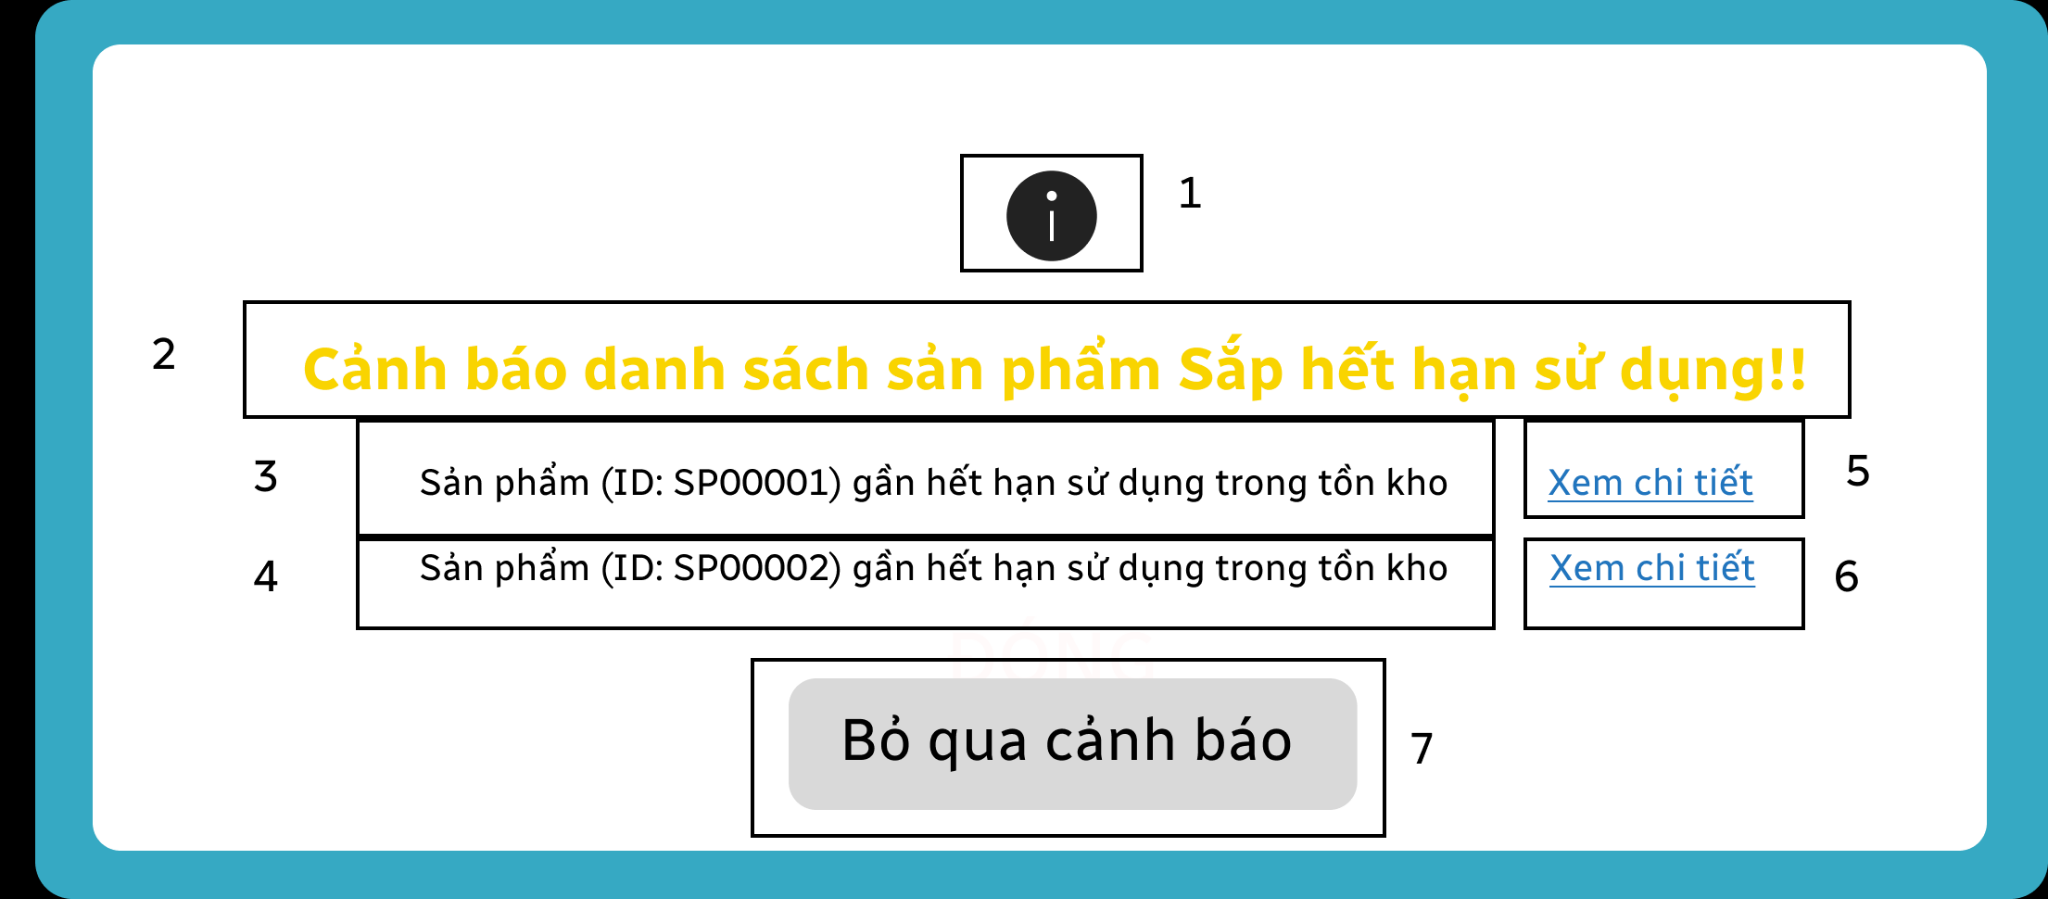 i
1
2
Cảnh báo danh sách sản phẩm Sắp hết hạn sử dụng!!
3
Sản phẩm (ID: SP00001) gần hết hạn sử dụng trong tồn kho
Xem chi tiết
5
4
Sản phẩm (ID: SP00002) gần hết hạn sử dụng trong tồn kho
Xem chi tiết
6
ĐÓNG
Bỏ qua cảnh báo
7